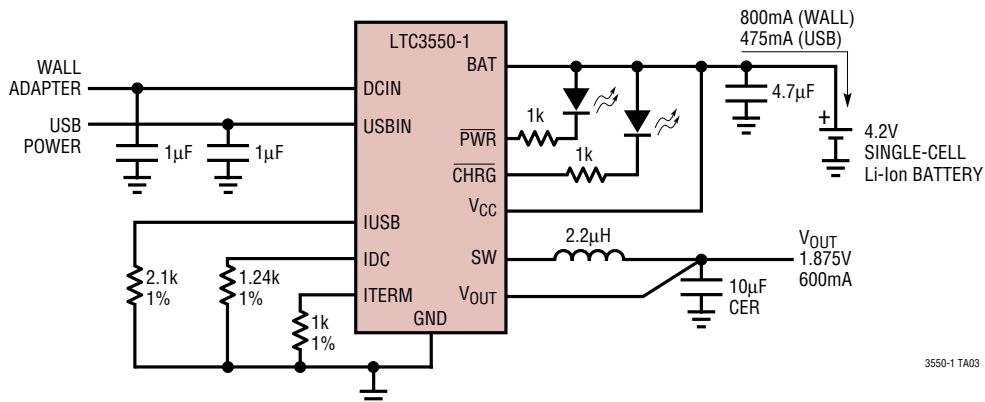 800mA (WALL)
475mA (USB)
LTC3550-1
WALL
ADAPTER
DCIN
BAT
USB
POWER
USBIN
1µF
1µF
PWR
1k
CHRG
1k
4.7µF
+
4.2V
SINGLE-CELL
Li-Ion BATTERY
VCC
IUSB
2.1k
1%
IDC
1.24k
1%
ITERM
1k
1%
GND
SW
2.2µH
VOUT
VOUT
1.875V
600mA
10µF
CER
3550-1 TA03